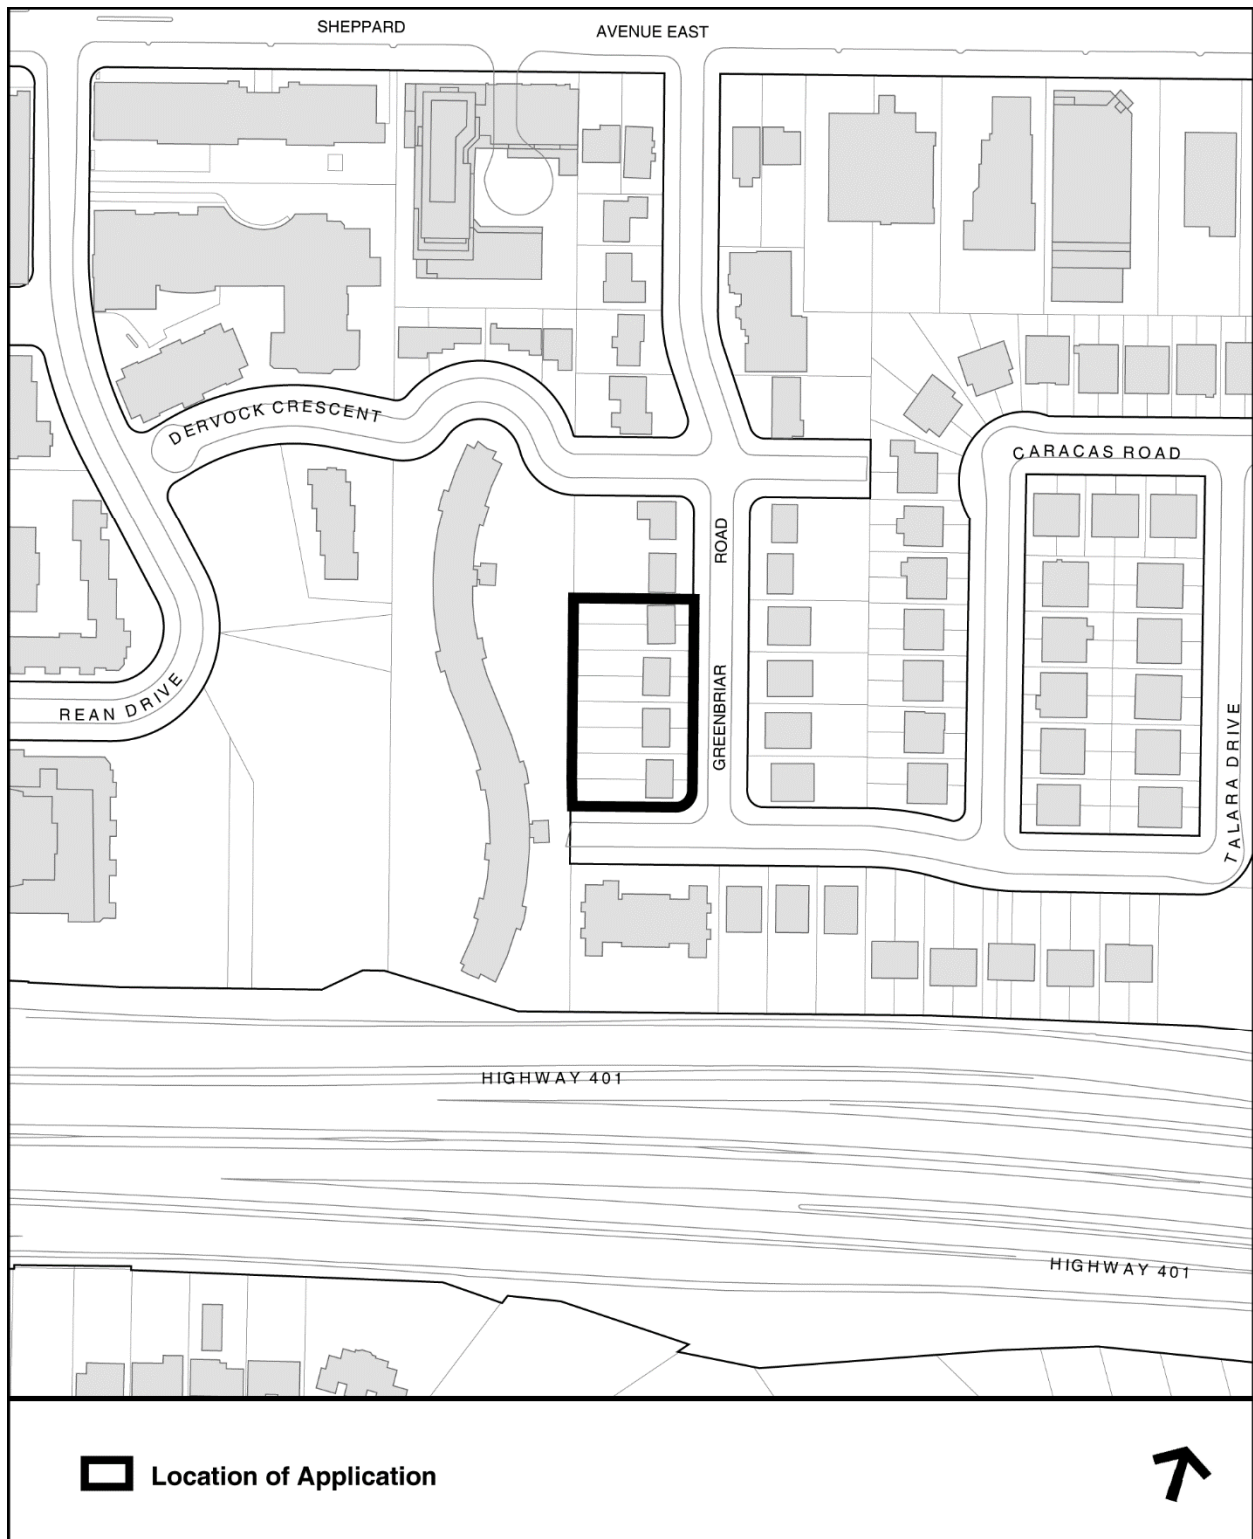 SHEPPARD AVENUE EAST
DERVOCK CRESCENT
CARACAS ROAD
GREENBRIAR ROAD
REAN DRIVE
TALARA DRIVE
HIGHWAY 401
HIGHWAY 401
Location of Application